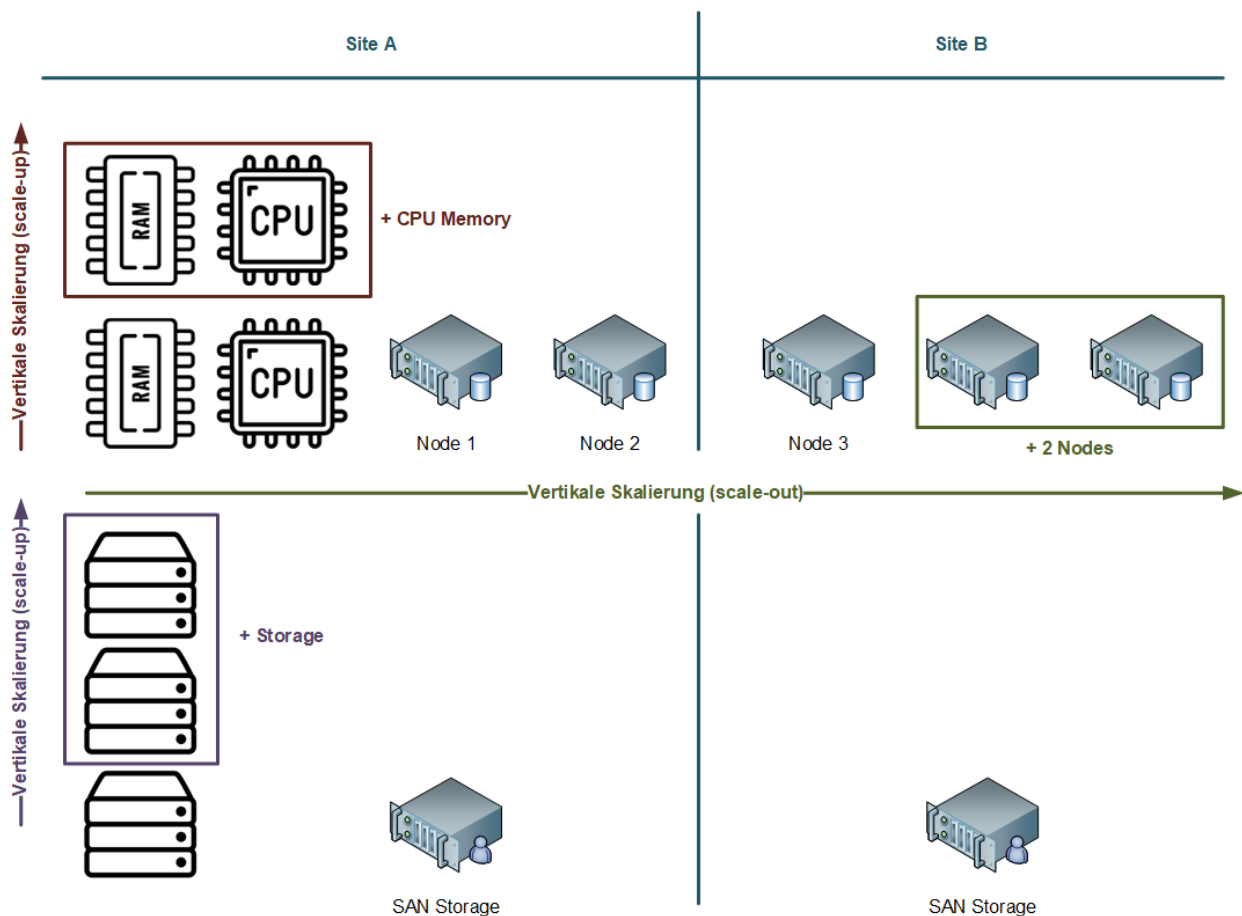 Site A
Site B
Vertikale Skalierung (scale-up)
RAM
CPU
+ CPU Memory
RAM
CPU
Node 1
Node 2
Node 3
+ 2 Nodes
Vertikale Skalierung (scale-out)
Vertikale Skalierung (scale-up)
+ Storage
SAN Storage
SAN Storage